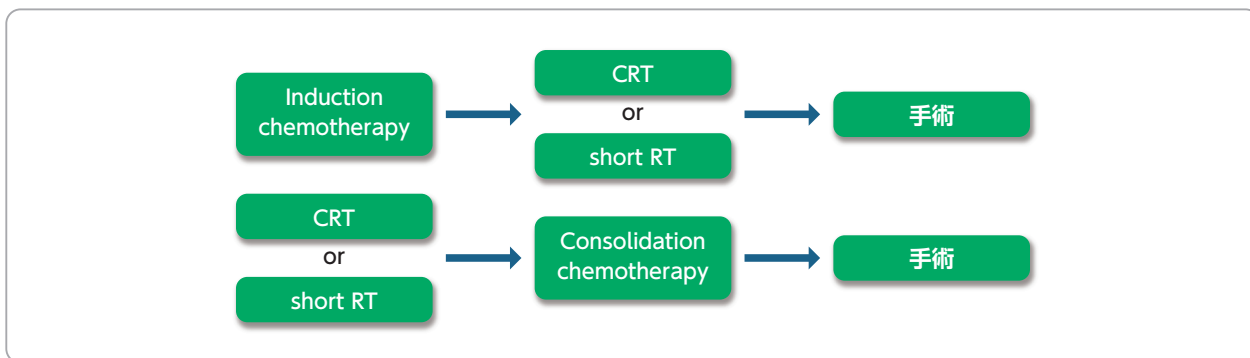 Induction
chemotherapy
CRT
or
short RT
手術
CRT
or
short RT
Consolidation
chemotherapy
手術